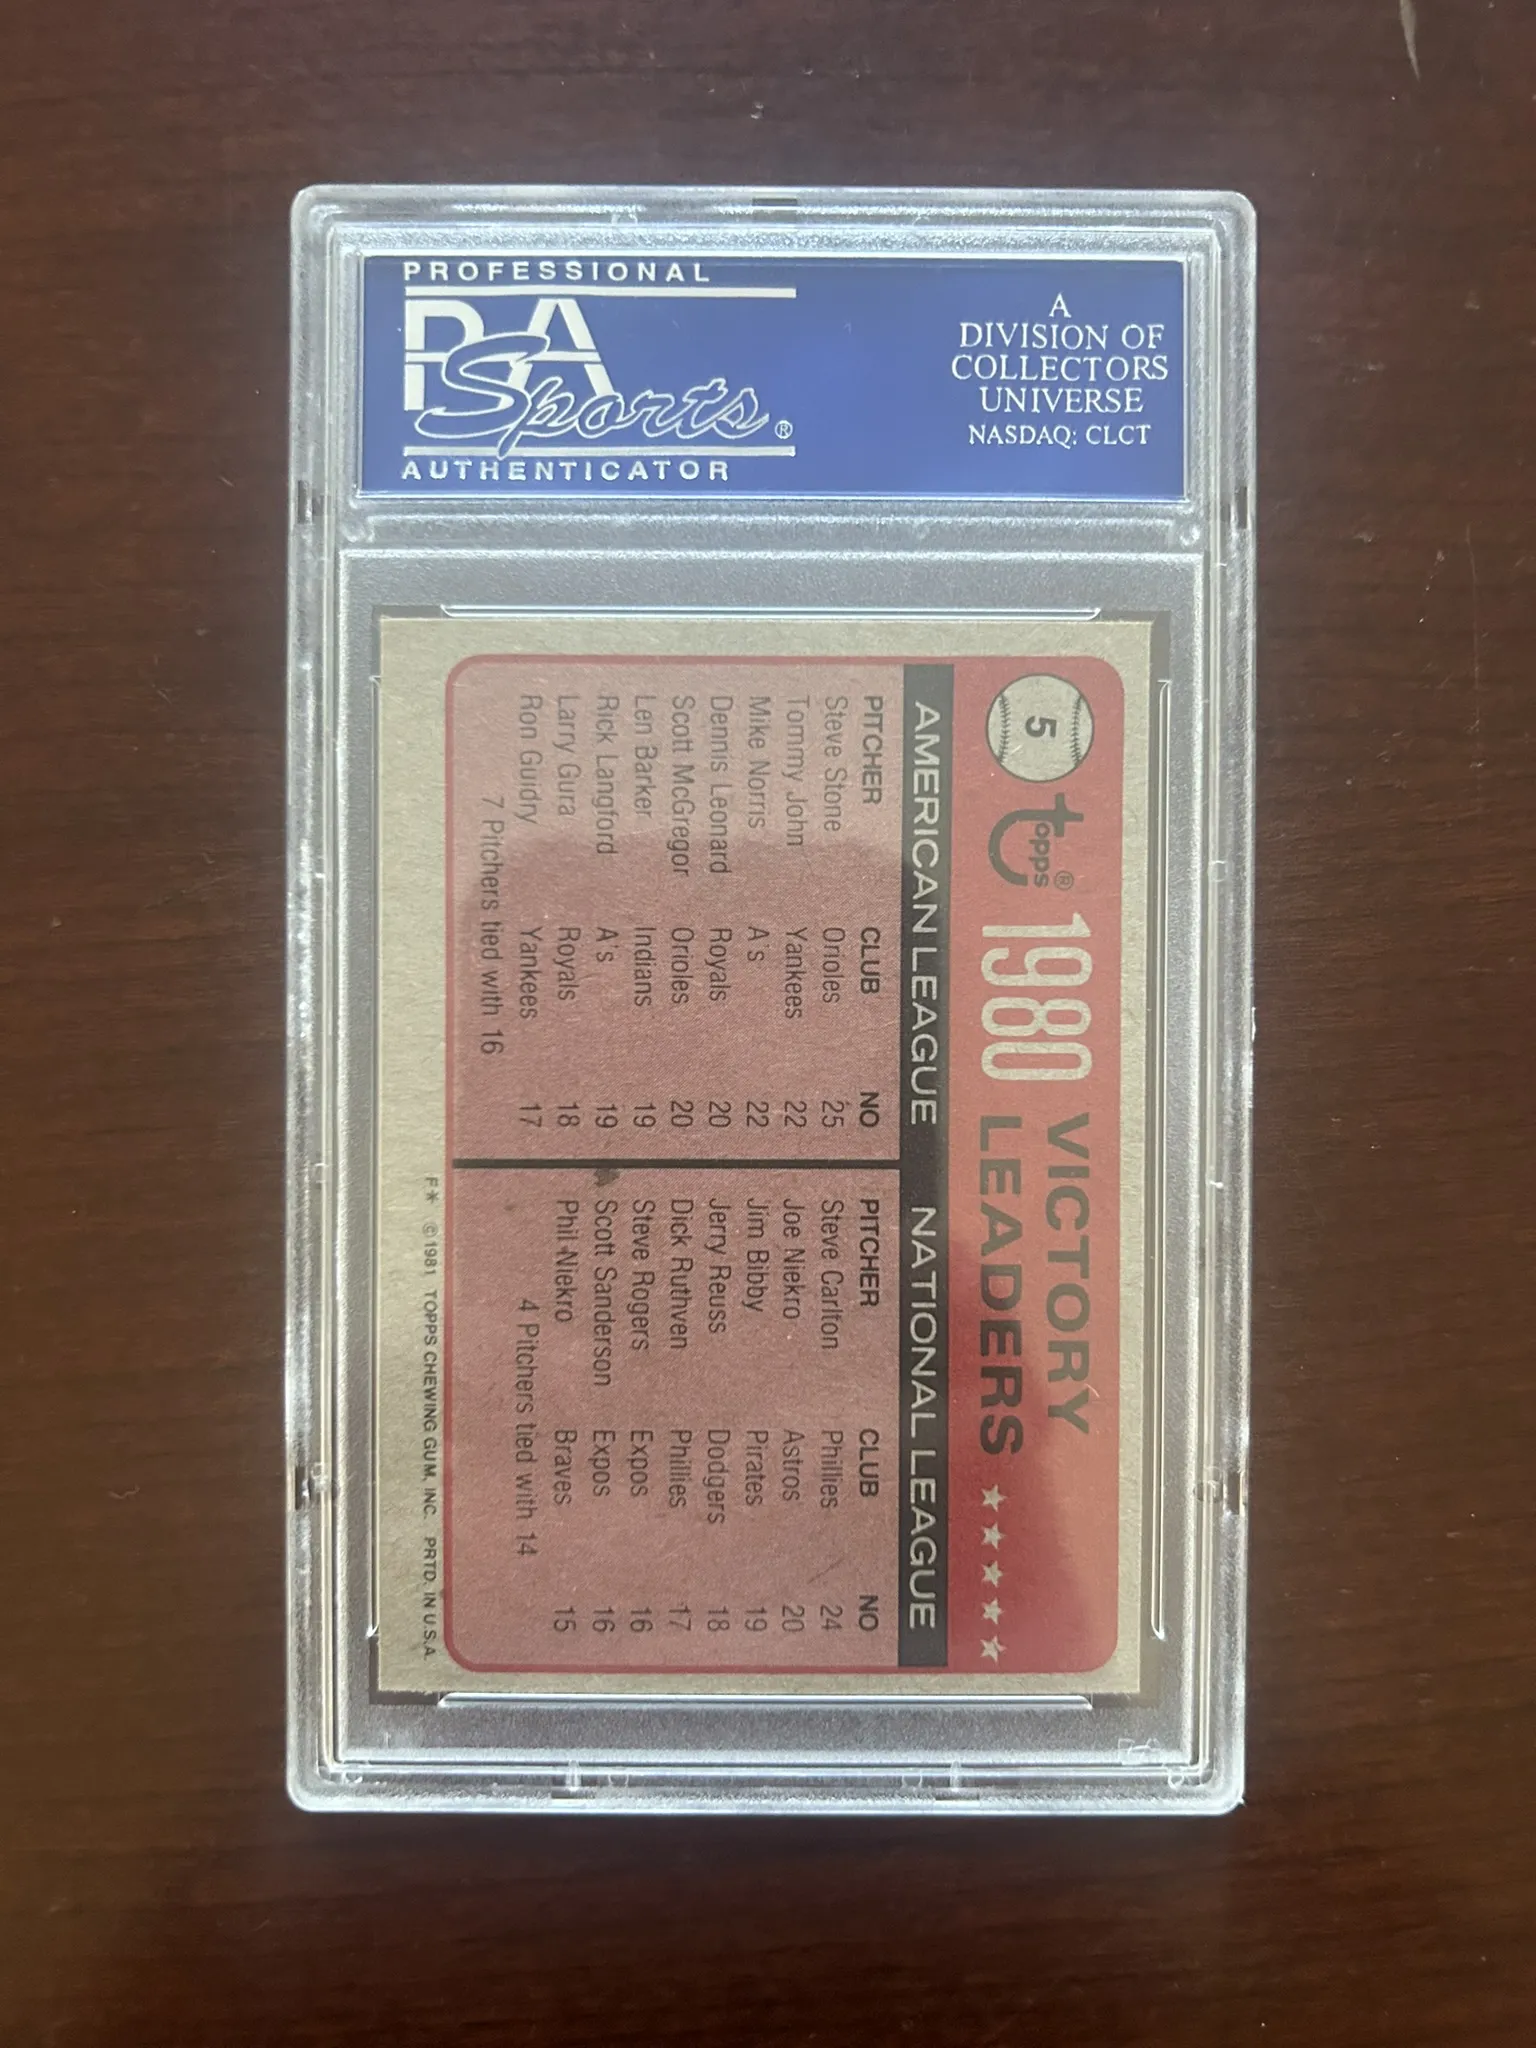 PROFESSIONAL
PSA
Sports®
AUTHENTICATOR
A
DIVISION OF
COLLECTORS
UNIVERSE
NASDAQ: CLCT
5
topps®
1980 VICTORY
LEADERS
AMERICAN LEAGUE
PITCHER CLUB NO
Steve Stone Orioles 25
Tommy John Yankees 22
Mike Norris A's 22
Dennis Leonard Royals 20
Scott McGregor Orioles 20
Len Barker Indians 19
Rick Langford A's 19
Larry Gura Royals 18
Ron Guidry Yankees 17
7 Pitchers tied with 16
NATIONAL LEAGUE
PITCHER CLUB NO
Steve Carlton Phillies 24
Joe Niekro Astros 20
Jim Bibby Pirates 19
Jerry Reuss Dodgers 18
Dick Ruthven Phillies 17
Steve Rogers Expos 16
Scott Sanderson Expos 16
Phil Niekro Braves 15
4 Pitchers tied with 14
F* ©1981 TOPPS CHEWING GUM, INC. PRTD. IN U.S.A.